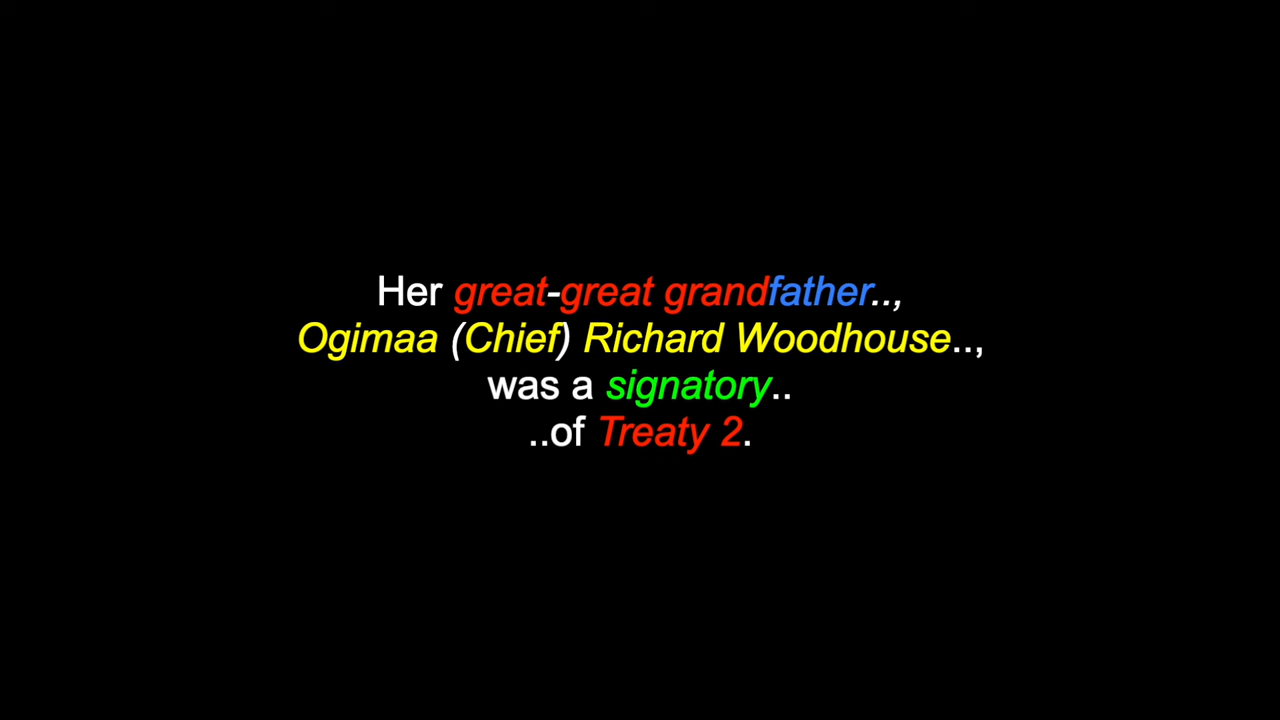 Her great-great grandfather..,
Ogimaa (Chief) Richard Woodhouse..,
was a signatory..
..of Treaty 2.